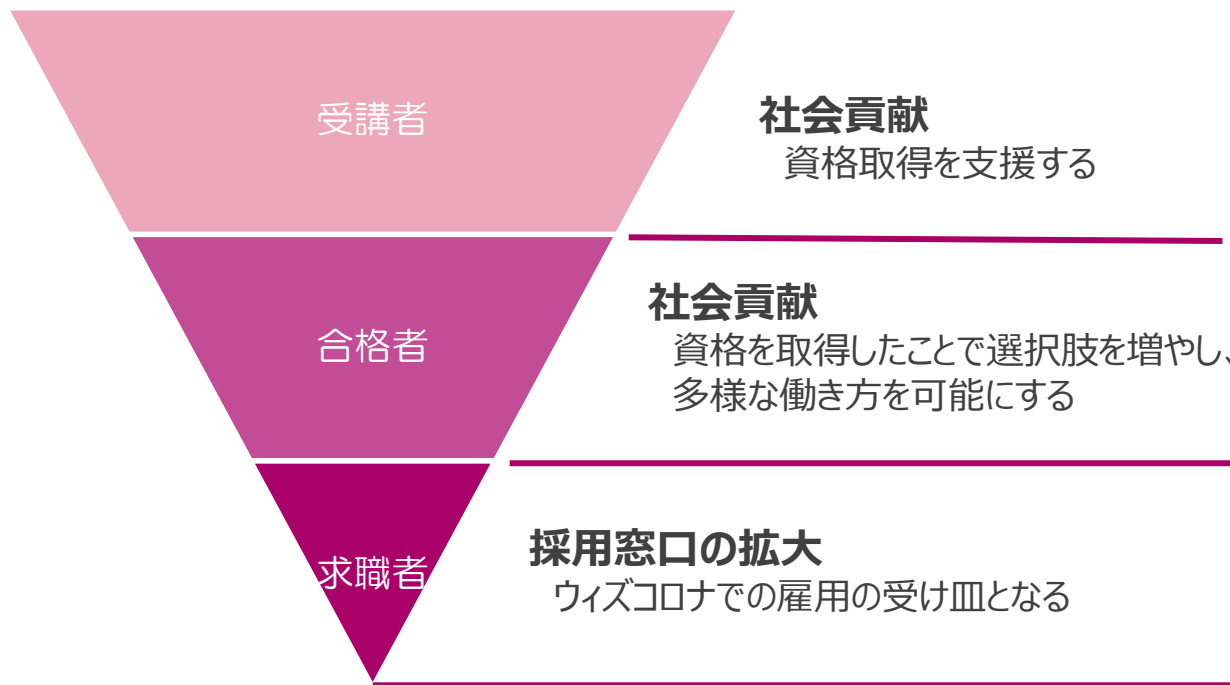 受講者
社会貢献
資格取得を支援する
合格者
社会貢献
資格を取得したことで選択肢を増やし、
多様な働き方を可能にする
求職者
採用窓口の拡大
ウィズコロナでの雇用の受け皿となる